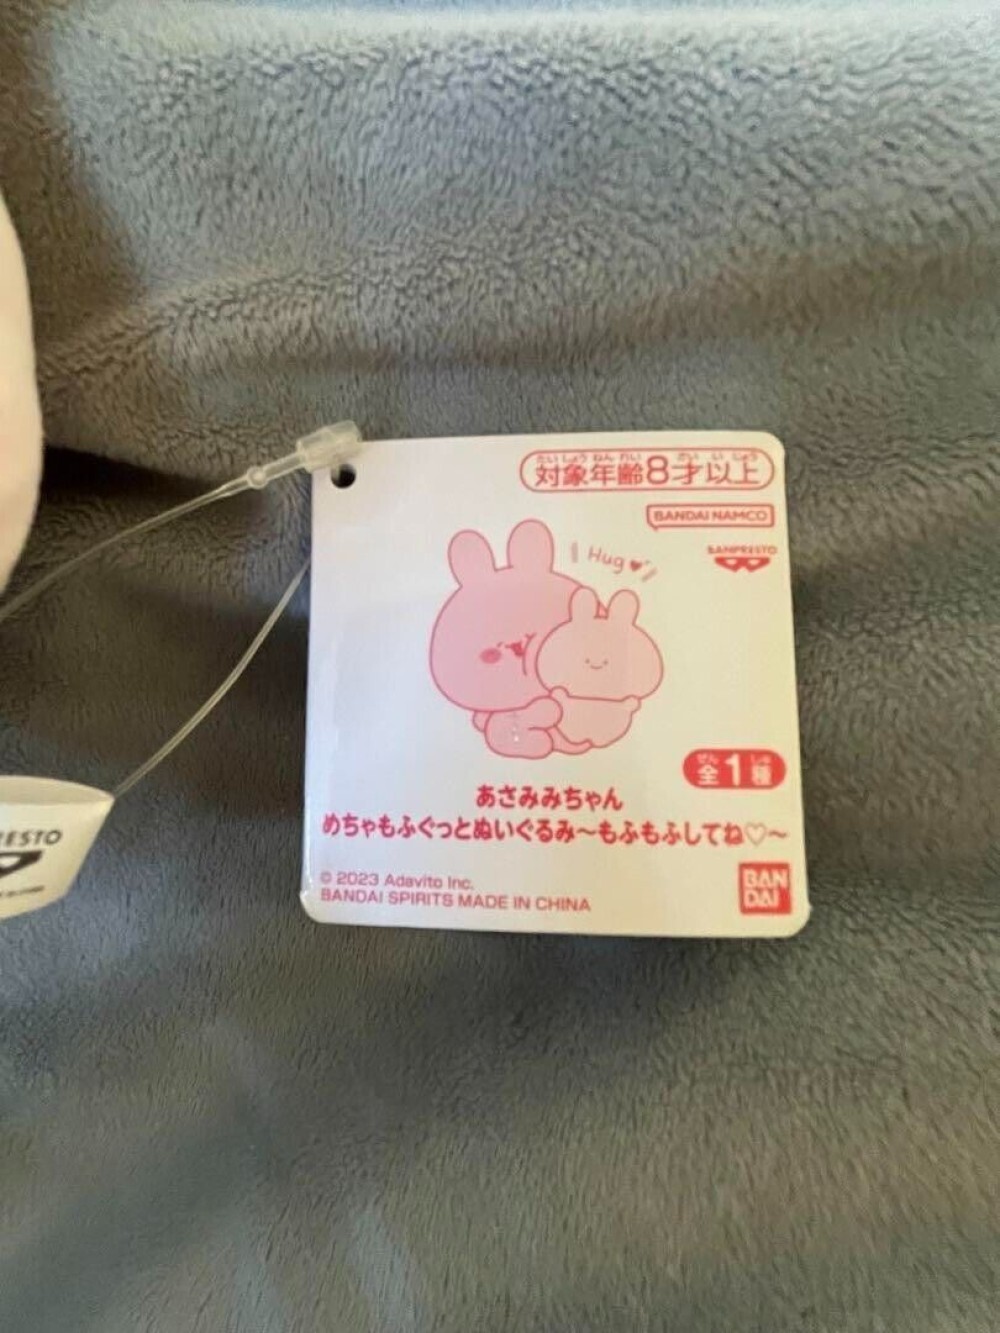 たいしょうねんれい さいいじょう
対象年齢8才以上
BANDAI NAMCO
BANPRESTO
Hug♥
ぜん しゅ
全1種
あさみみちゃん
めちゃもふぐっとぬいぐるみ〜もふもふしてね♡〜
© 2023 Adavito Inc.
BANDAI SPIRITS MADE IN CHINA
BAN
DAI
RESTO